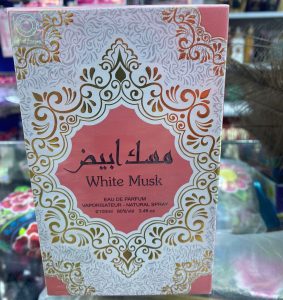 مسك ابيض
White Musk
EAU DE PARFUM
VAPORISATEUR - NATURAL SPRAY